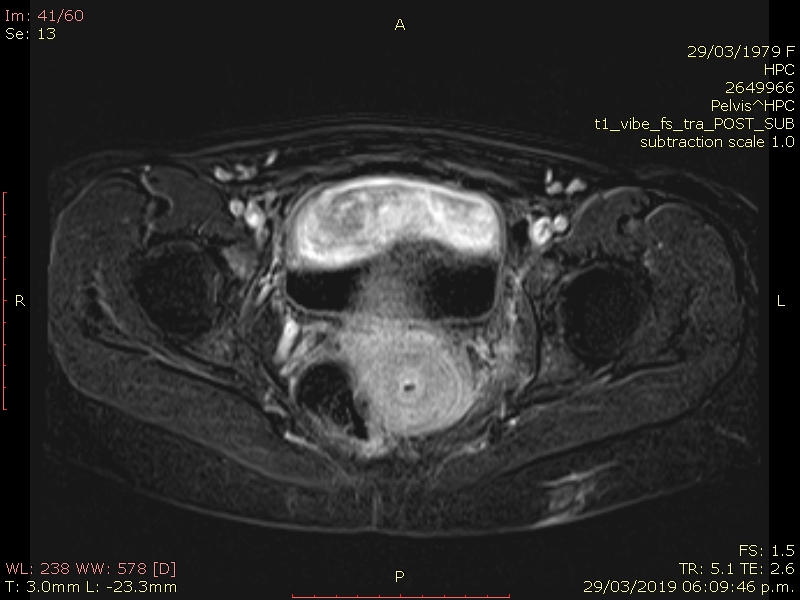 Im: 41/60
Se: 13
A
29/03/1979 F
HPC
2649966
Pelvis^HPC
t1_vibe_fs_tra_POST_SUB
subtraction scale 1.0
R
L
WL: 238 WW: 578 [D]
T: 3.0mm L: -23.3mm
P
FS: 1.5
TR: 5.1 TE: 2.6
29/03/2019 06:09:46 p.m.